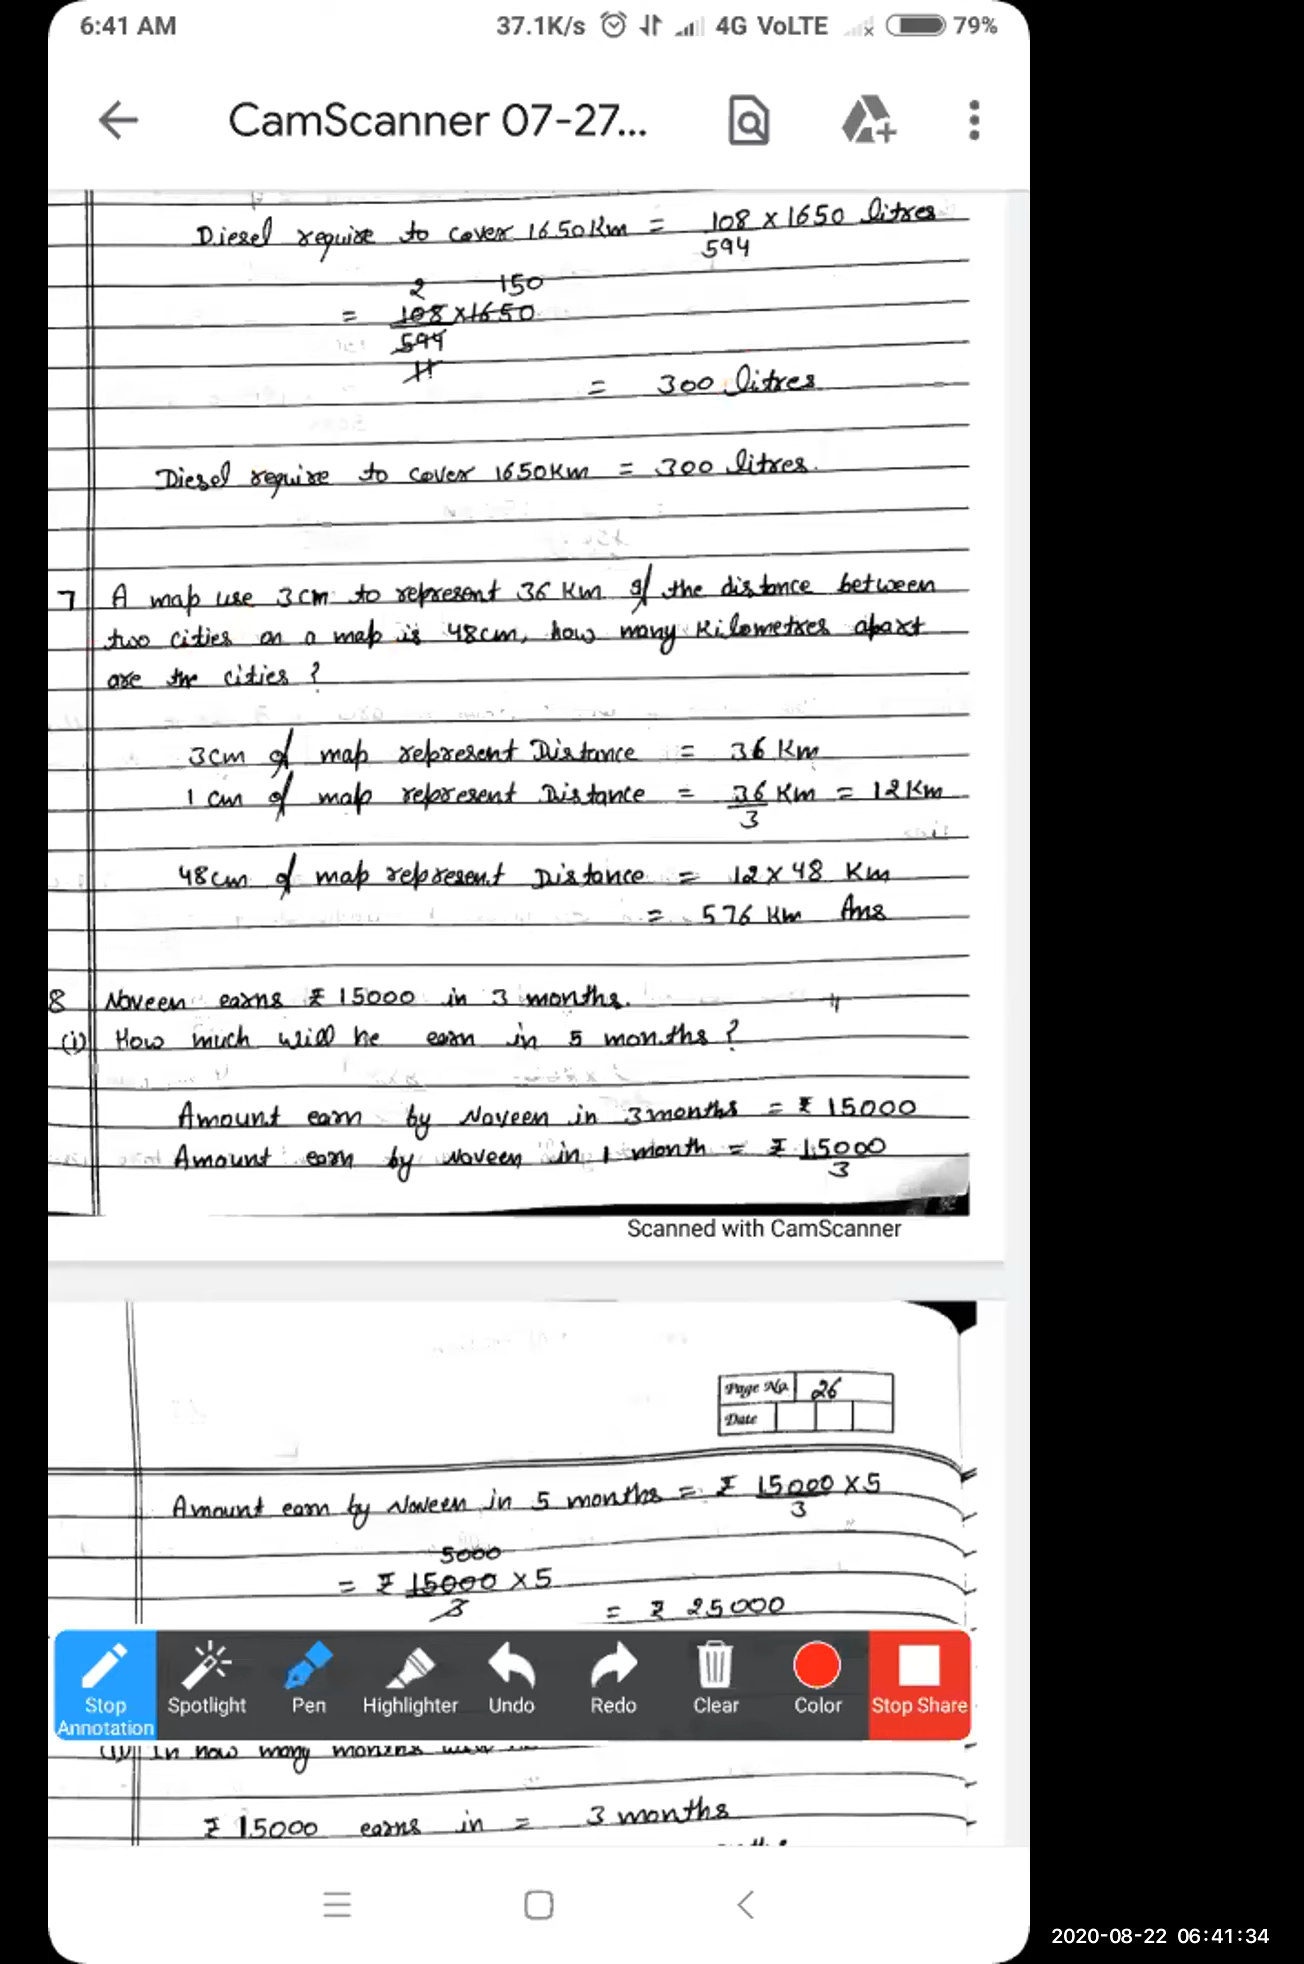 6:41 AM 37.1K/s 4G VoLTE 79%
CamScanner 07-27...
Diesel require to cover 1650Km = 108 x 1650 litres
594
2 150
= 108 x 1650
594
11
= 300 litres
Diesel require to cover 1650Km = 300 litres.
7 A map use 3cm to represent 36 Km If the distance between
two cities on a map is 48cm, how many Kilometres apart
are the cities ?
3cm of map represent Distance = 36 Km
1 cm of map represent Distance = 36 Km = 12Km
3
48cm of map represent Distance = 12 x 48 Km
= 576 Km Ans
8 Naveen earns ₹ 15000 in 3 months.
(i) How much will he earn in 5 months ?
Amount earn by Naveen in 3months = ₹ 15000
Amount earn by Naveen in 1 month = ₹ 15000
3
Scanned with CamScanner
Page No. 26
Date
Amount earn by Naveen in 5 months = ₹ 15000 x 5
3
5000
= ₹ 15000 x 5
3
= ₹ 25000
Stop Annotation
Spotlight
Pen
Highlighter
Undo
Redo
Clear
Color
Stop Share
In how many months
₹ 15000 earns in = 3 months
2020-08-22 06:41:34